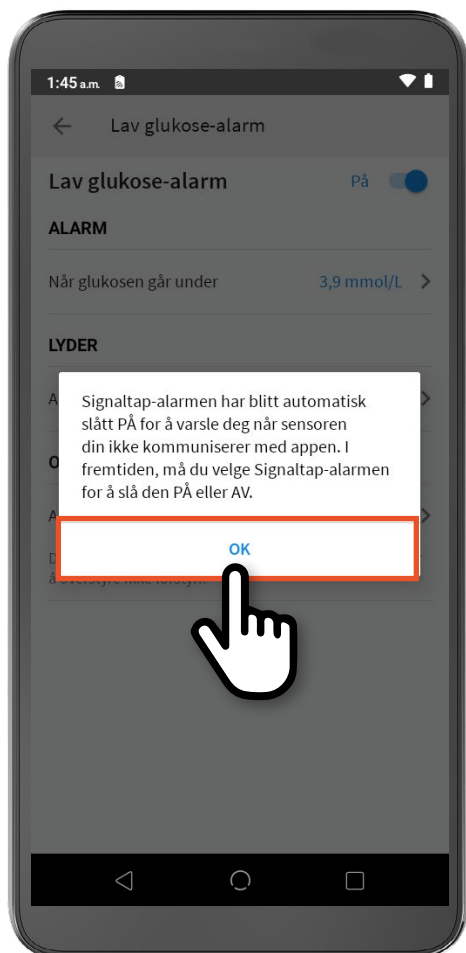 1:45 a.m.
Lav glukose-alarm
Lav glukose-alarm På
ALARM
Når glukosen går under 3,9 mmol/L
LYDER
A
Signaltap-alarmen har blitt automatisk
slått PÅ for å varsle deg når sensoren
din ikke kommuniserer med appen. I
fremtiden, må du velge Signaltap-alarmen
for å slå den PÅ eller AV.
O
A
OK
D